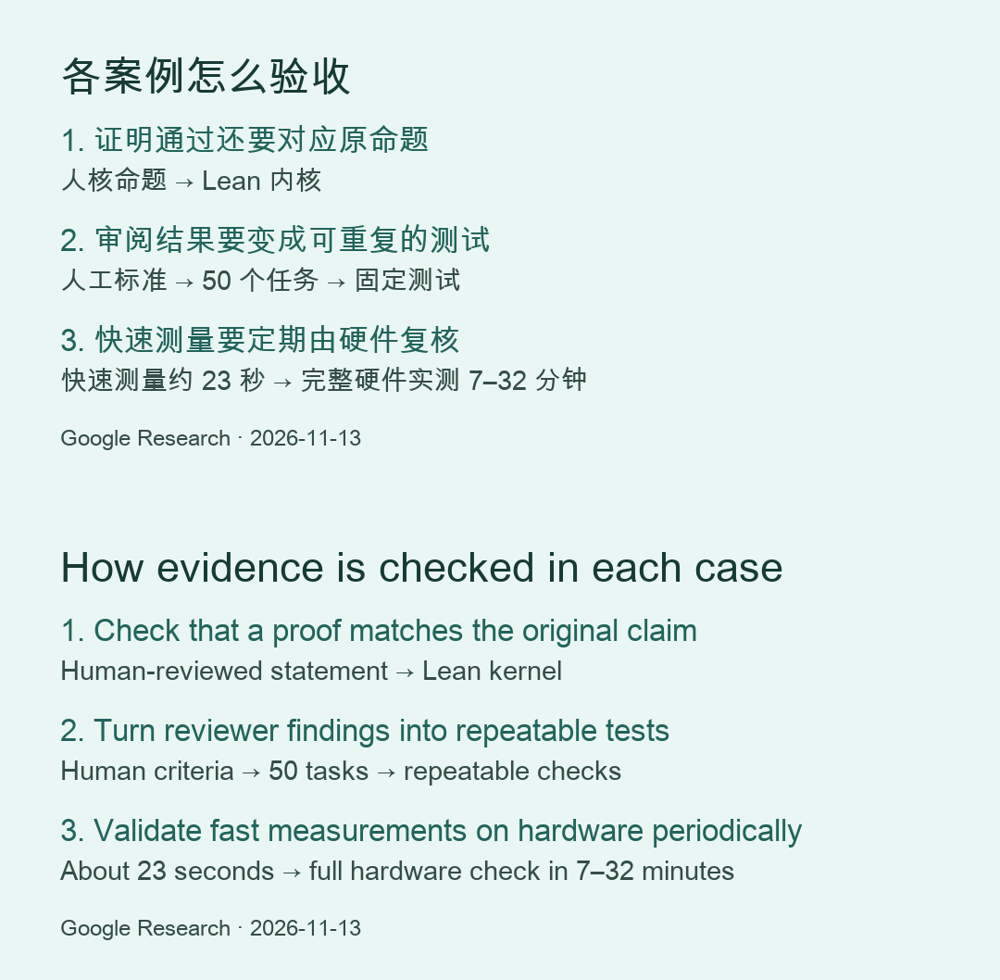 各案例怎么验收
1. 证明通过还要对应原命题
人核命题 → Lean 内核
2. 审阅结果要变成可重复的测试
人工标准 → 50 个任务 → 固定测试
3. 快速测量要定期由硬件复核
快速测量约 23 秒 → 完整硬件实测 7–32 分钟
Google Research · 2026-11-13
How evidence is checked in each case
1. Check that a proof matches the original claim
Human-reviewed statement → Lean kernel
2. Turn reviewer findings into repeatable tests
Human criteria → 50 tasks → repeatable checks
3. Validate fast measurements on hardware periodically
About 23 seconds → full hardware check in 7–32 minutes
Google Research · 2026-11-13